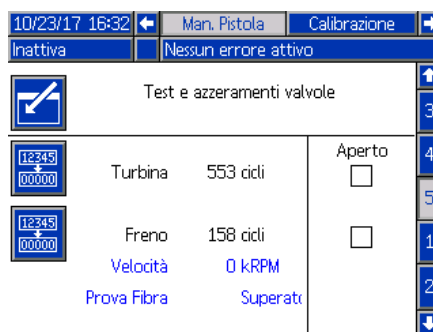 10/23/17 16:32 Man. Pistola Calibrazione
Inattiva Nessun errore attivo
Test e azzeramenti valvole
3
Aperto
4
12345
00000
Turbina 553 cicli
5
12345
00000
Freno 158 cicli
1
Velocità 0 kRPM
2
Prova Fibra Superato